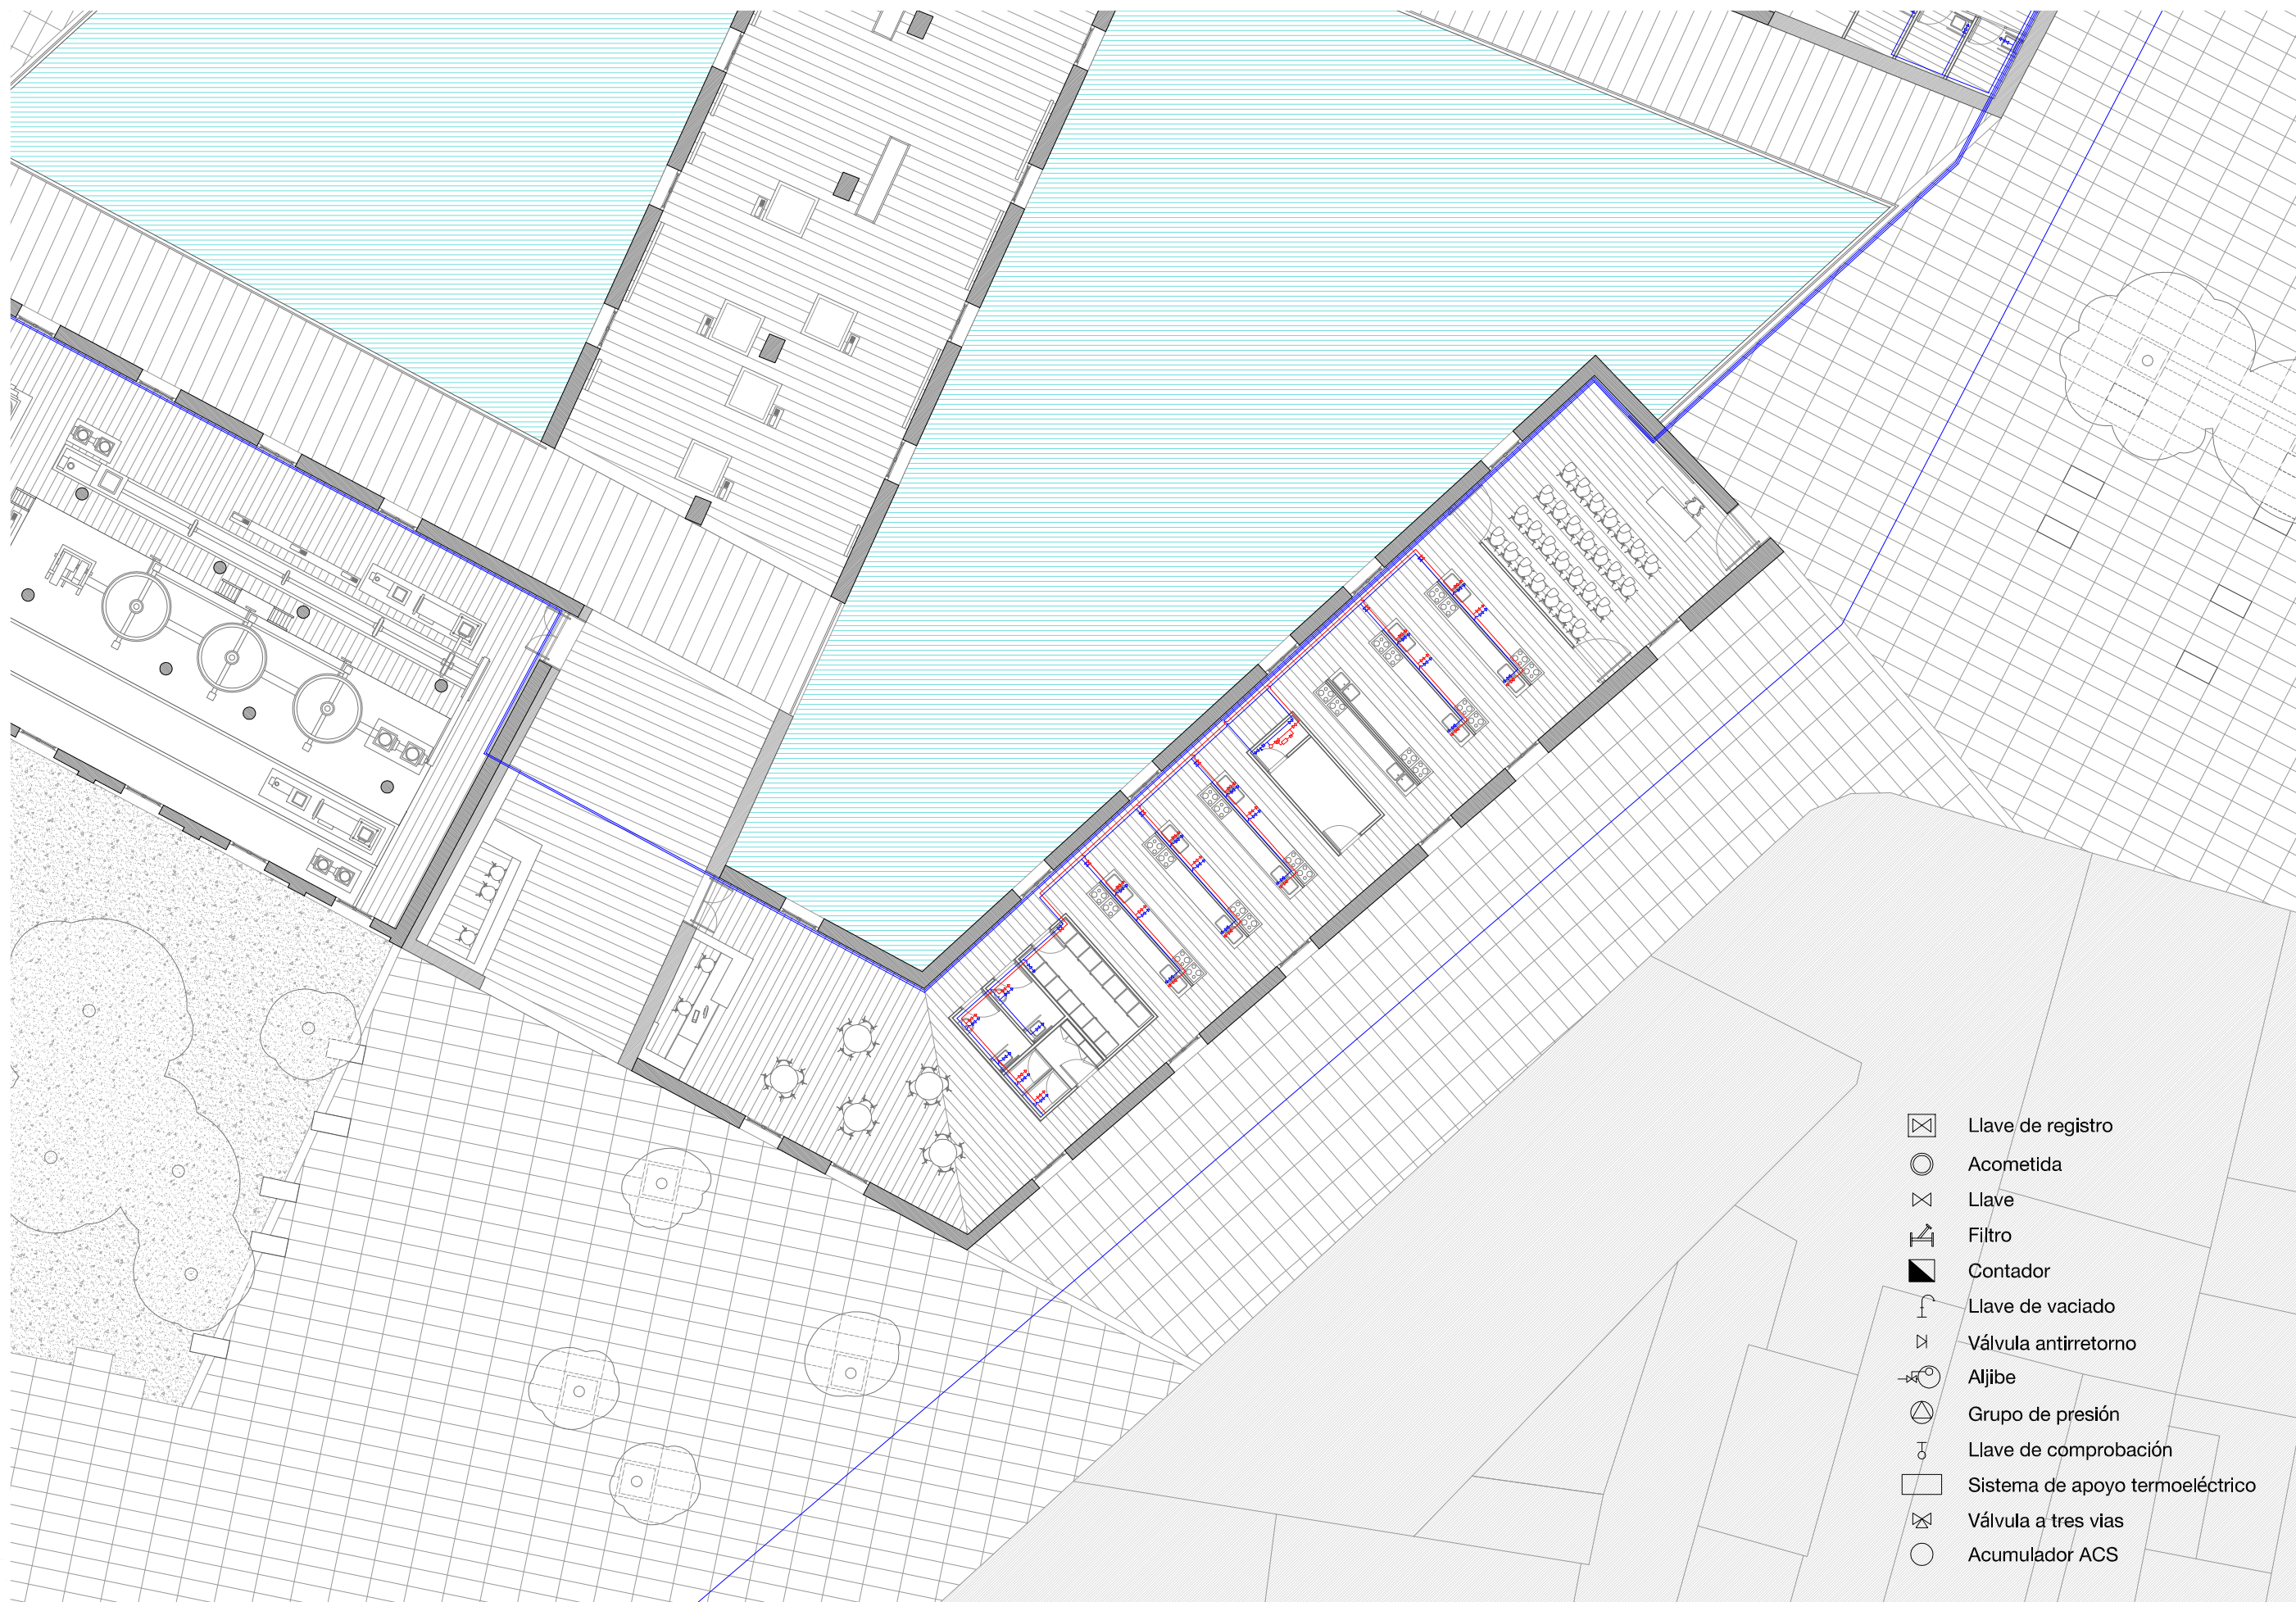 Llave de registro
Acometida
Llave
Filtro
Contador
Llave de vaciado
Válvula antirretorno
Aljibe
Grupo de presión
Llave de comprobación
Sistema de apoyo termoeléctrico
Válvula a tres vias
Acumulador ACS